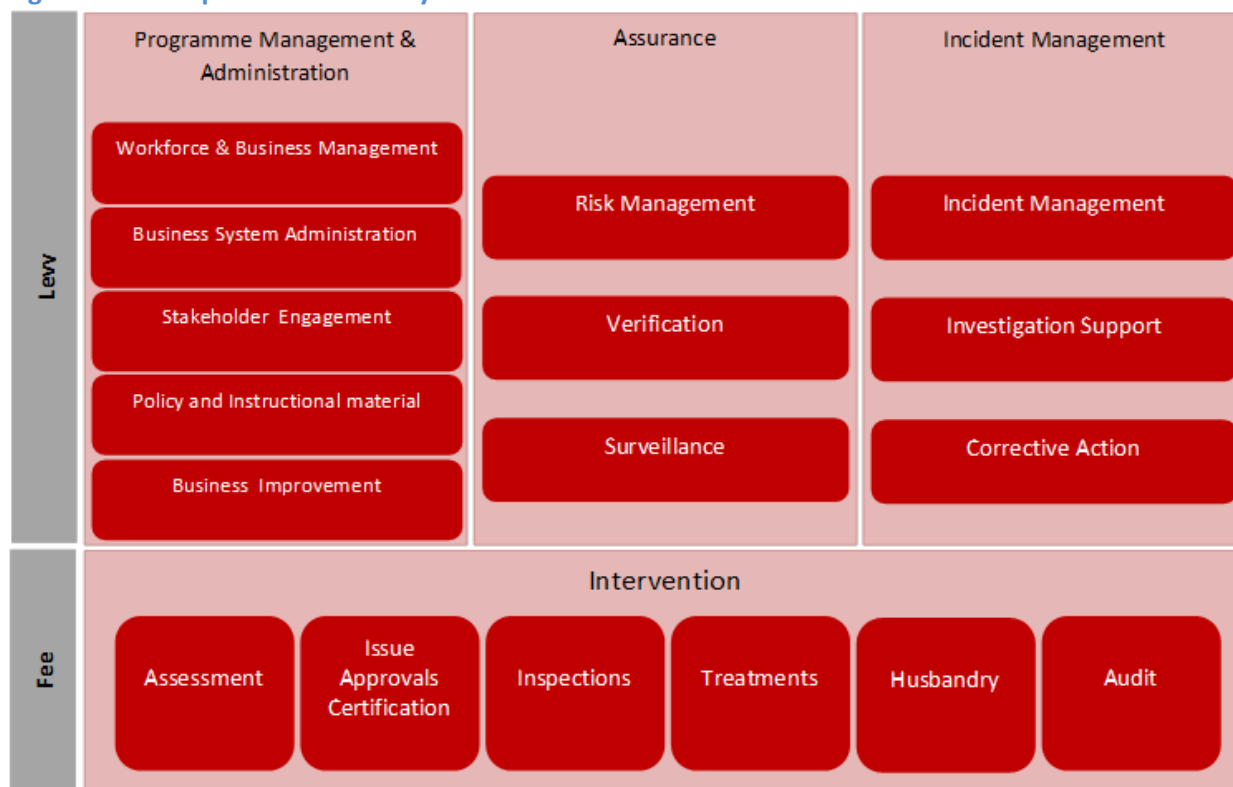 Programme Management &
Administration
Assurance
Incident Management
Levy
Workforce & Business Management
Business System Administration
Stakeholder Engagement
Policy and Instructional material
Business Improvement
Risk Management
Verification
Surveillance
Incident Management
Investigation Support
Corrective Action
Fee
Intervention
Assessment
Issue
Approvals
Certification
Inspections
Treatments
Husbandry
Audit